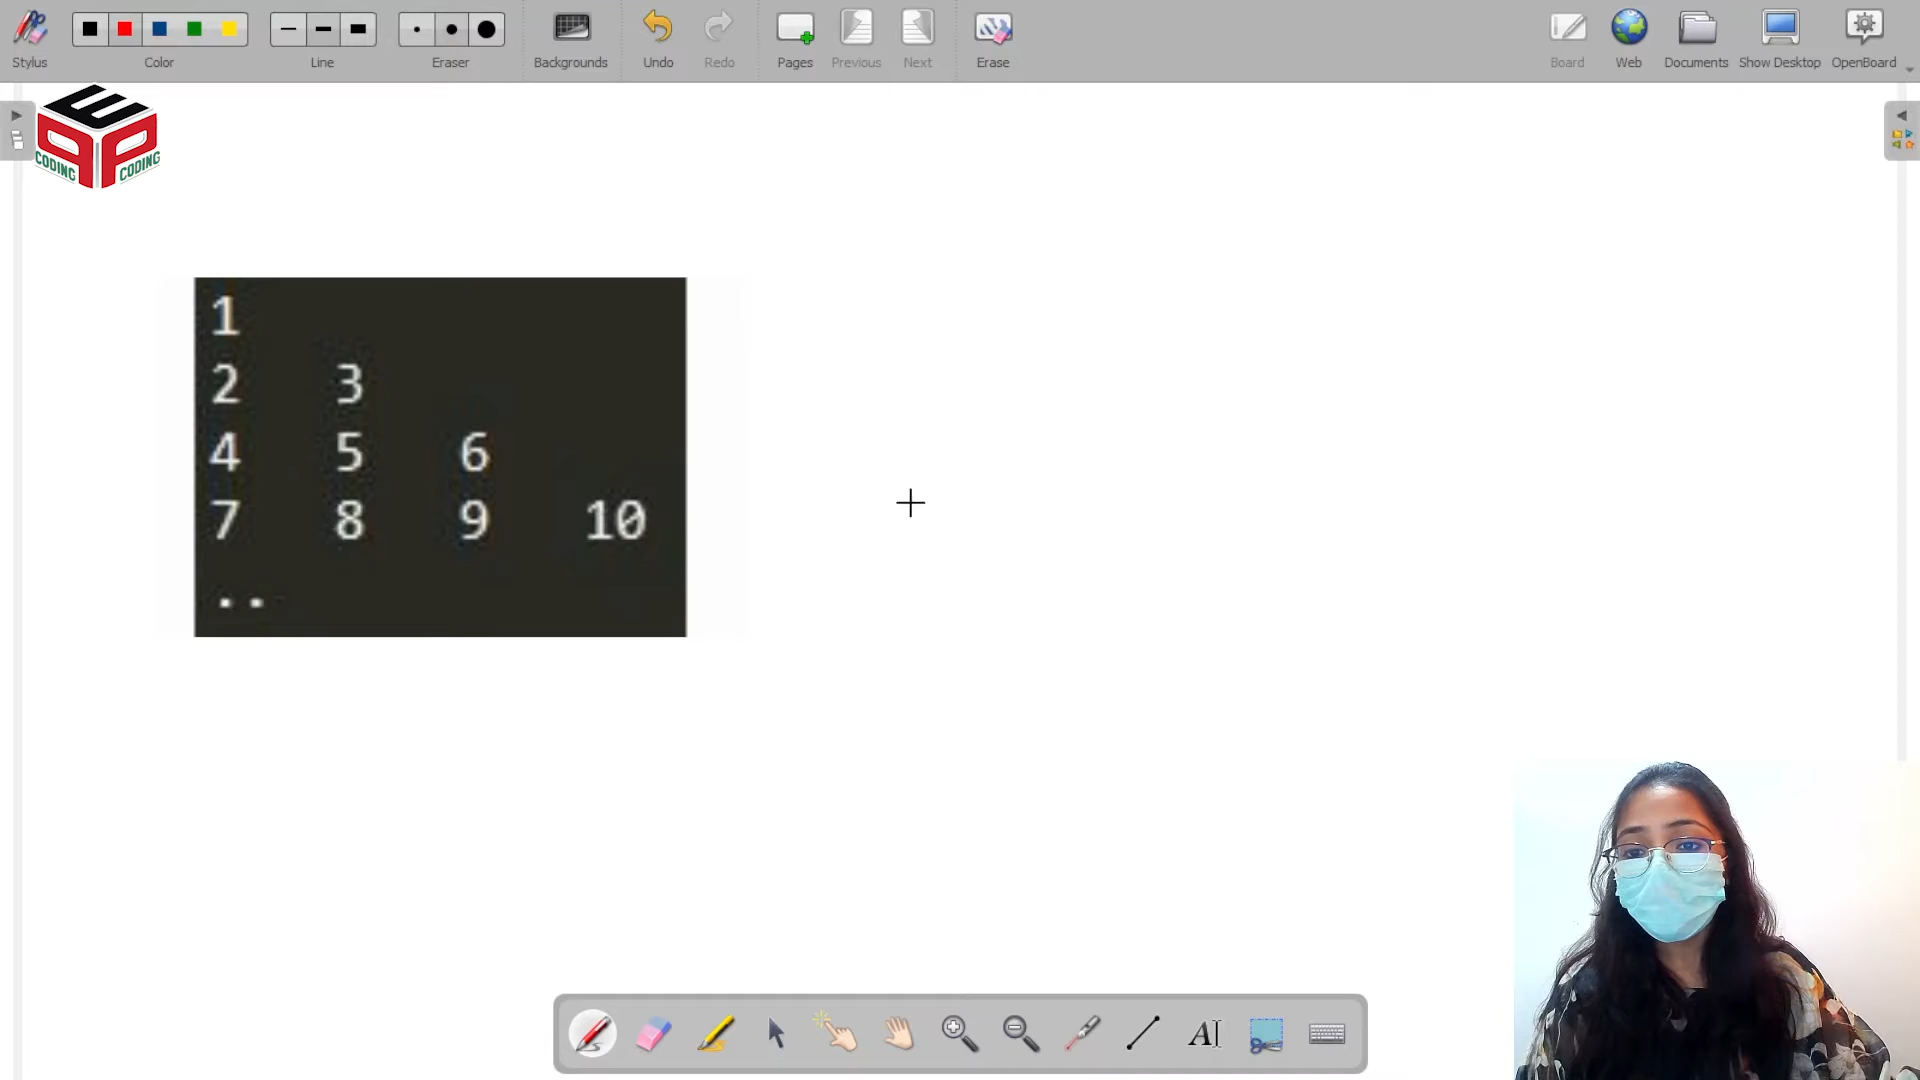 Stylus
Color
Line
Eraser
Backgrounds
Undo
Redo
Pages
Previous
Next
Erase
Board
Web
Documents
Show Desktop
OpenBoard
PEP
CODING CODING
1
2 3
4 5 6
7 8 9 10
..
A